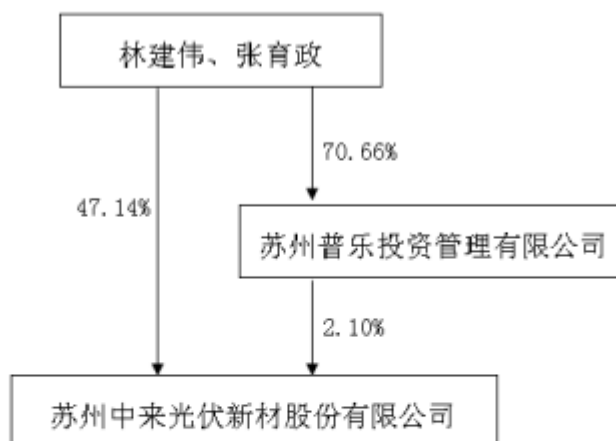 林建伟、张育政
70.66%
47.14%
苏州普乐投资管理有限公司
2.10%
苏州中来光伏新材股份有限公司